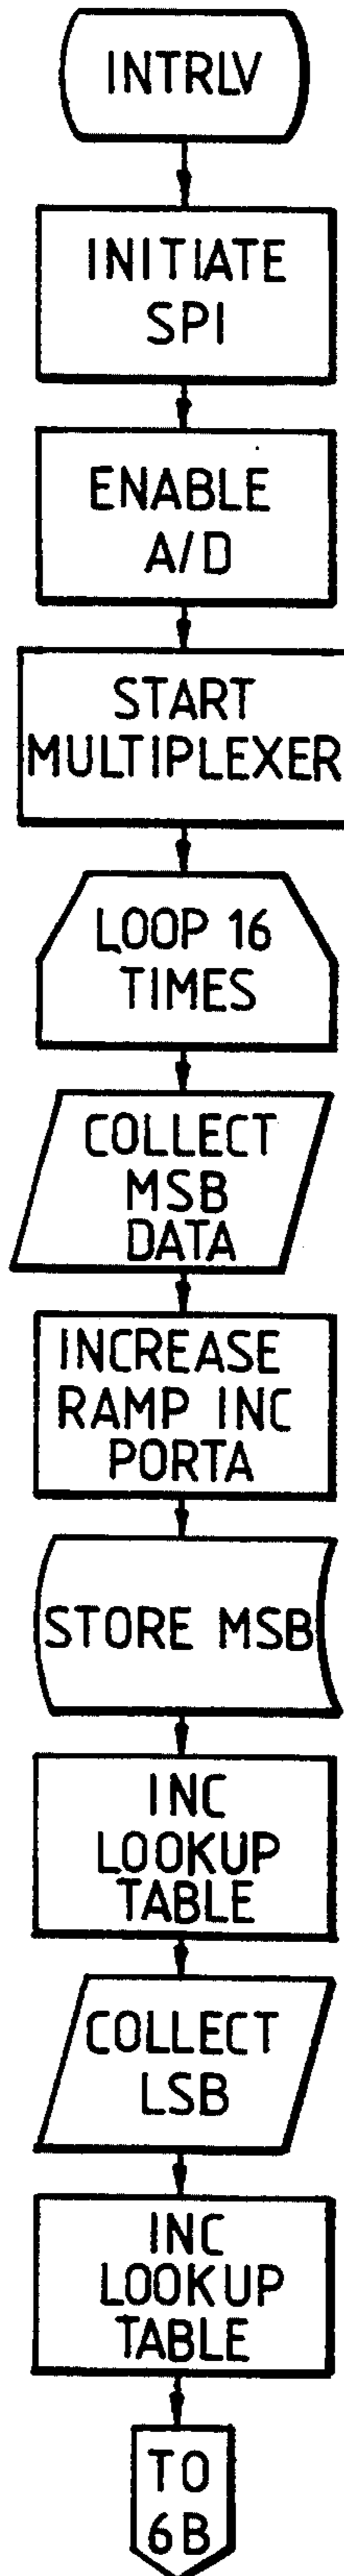 INTRLV
INITIATE
SPI
ENABLE
A/D
START
MULTIPLEXER
LOOP 16
TIMES
COLLECT
MSB
DATA
INCREASE
RAMP INC
PORTA
STORE MSB
INC
LOOKUP
TABLE
COLLECT
LSB
INC
LOOKUP
TABLE
TO
6B